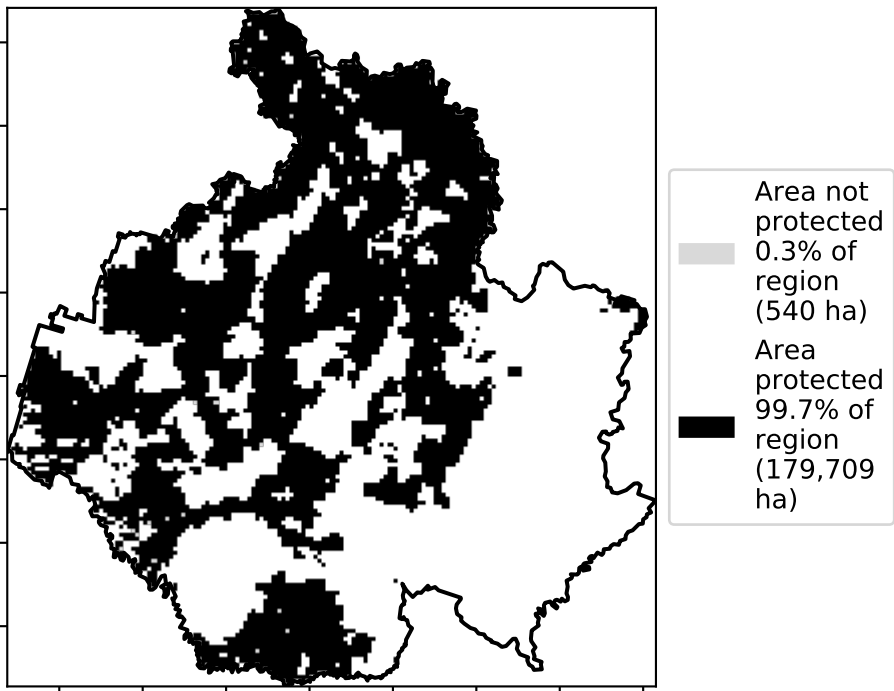 Area not
protected
0.3% of
region
(540 ha)
Area
protected
99.7% of
region
(179,709
ha)